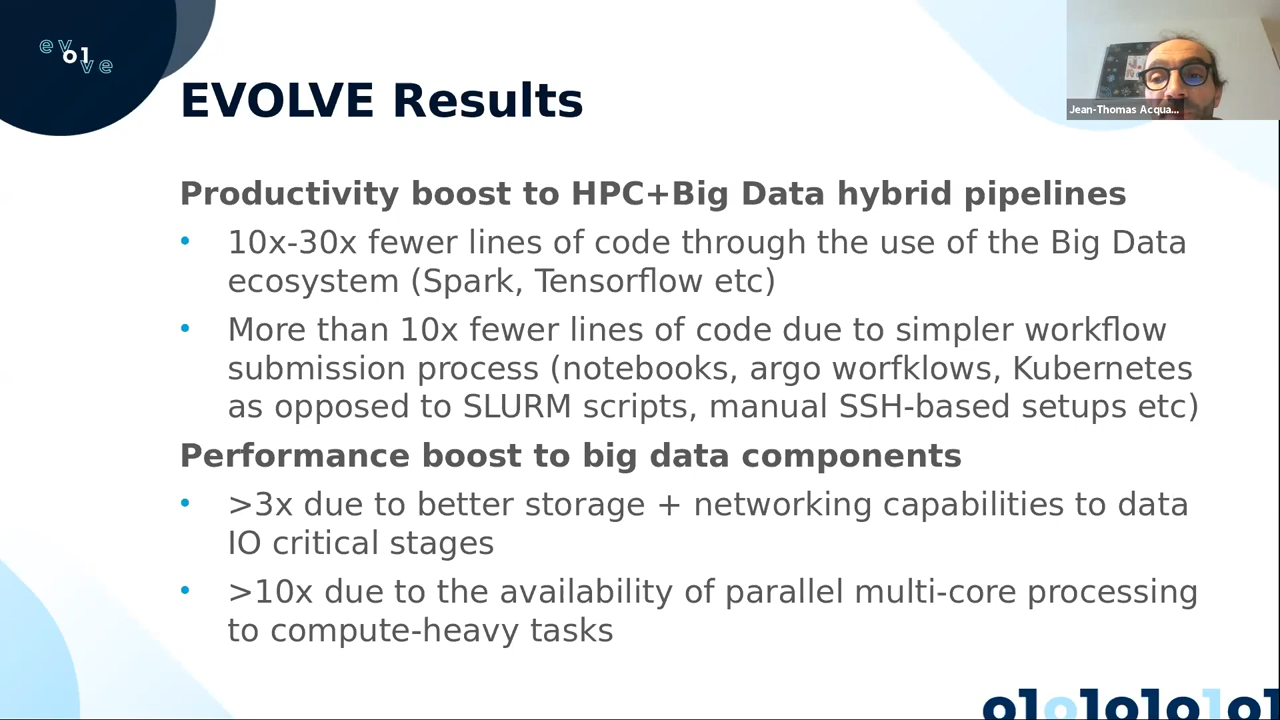 evolve
EVOLVE Results
Jean-Thomas Acqua...
Productivity boost to HPC+Big Data hybrid pipelines
• 10x-30x fewer lines of code through the use of the Big Data
ecosystem (Spark, Tensorflow etc)
• More than 10x fewer lines of code due to simpler workflow
submission process (notebooks, argo worfklows, Kubernetes
as opposed to SLURM scripts, manual SSH-based setups etc)
Performance boost to big data components
• >3x due to better storage + networking capabilities to data
IO critical stages
• >10x due to the availability of parallel multi-core processing
to compute-heavy tasks
o1o1o1o1o1